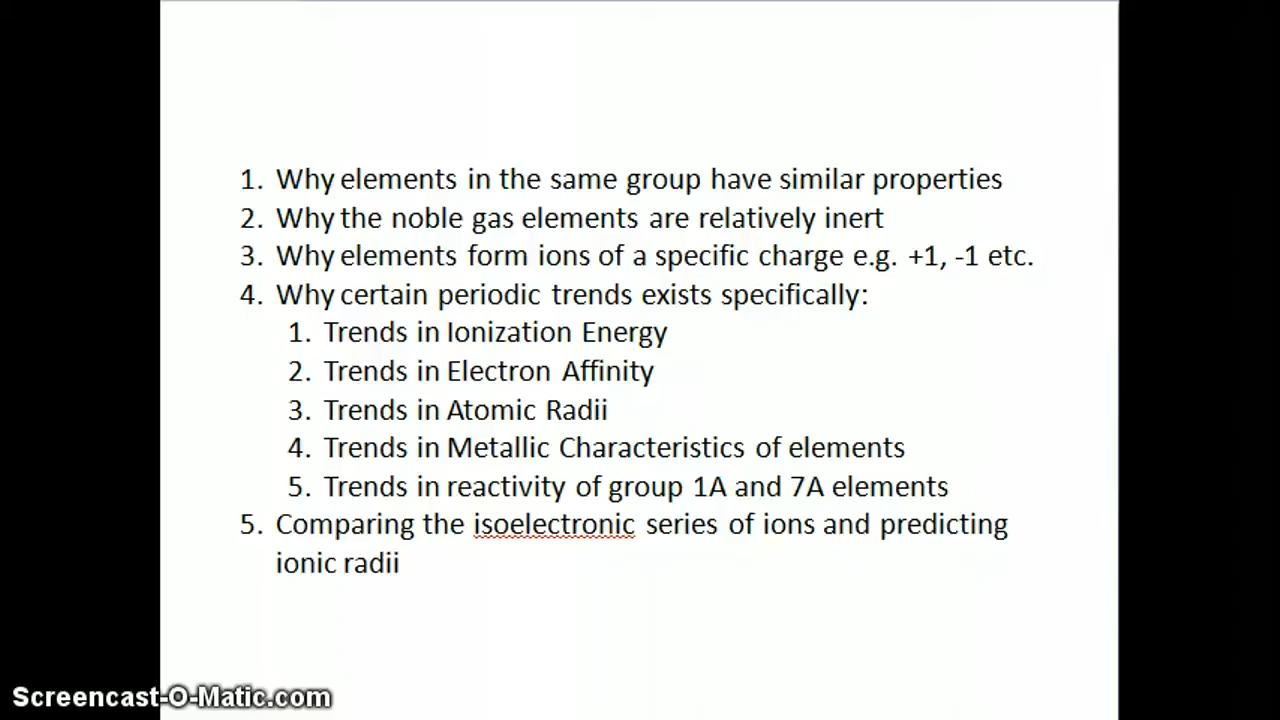 1. Why elements in the same group have similar properties
2. Why the noble gas elements are relatively inert
3. Why elements form ions of a specific charge e.g. +1, -1 etc.
4. Why certain periodic trends exists specifically:
1. Trends in Ionization Energy
2. Trends in Electron Affinity
3. Trends in Atomic Radii
4. Trends in Metallic Characteristics of elements
5. Trends in reactivity of group 1A and 7A elements
5. Comparing the isoelectronic series of ions and predicting
ionic radii
Screencast-O-Matic.com